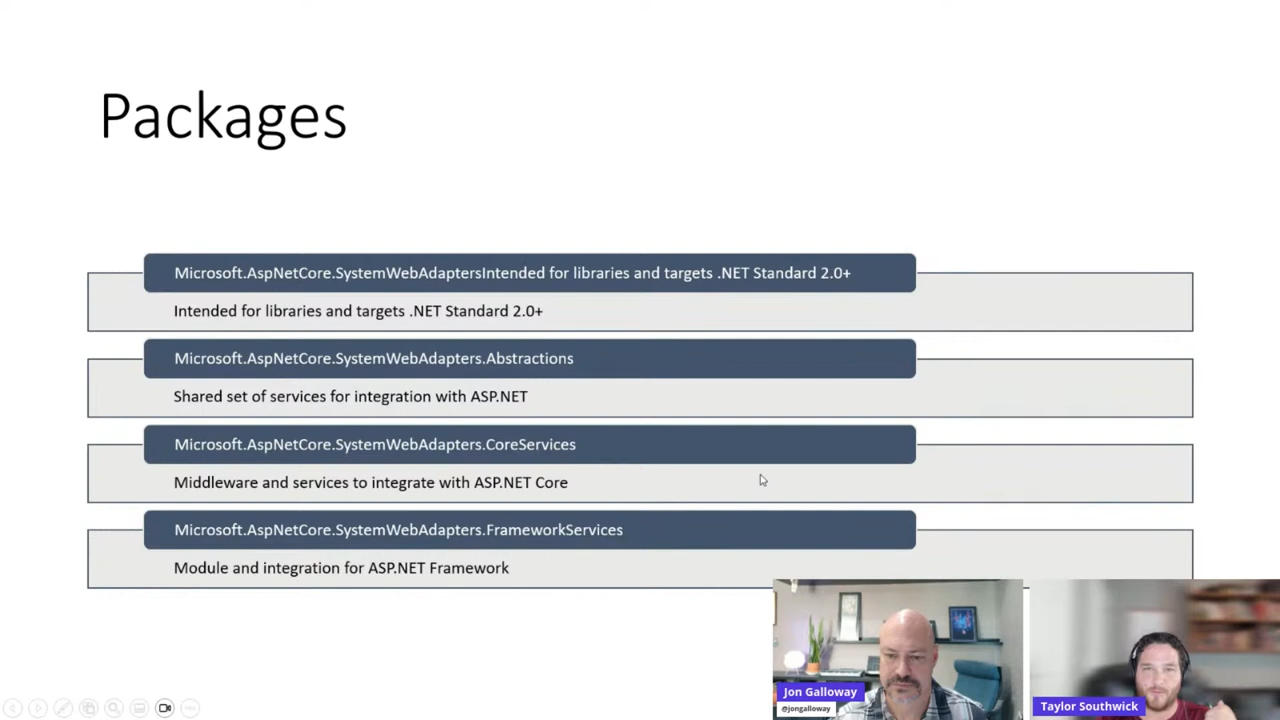 Packages
Microsoft.AspNetCore.SystemWebAdaptersIntended for libraries and targets .NET Standard 2.0+
Intended for libraries and targets .NET Standard 2.0+
Microsoft.AspNetCore.SystemWebAdapters.Abstractions
Shared set of services for integration with ASP.NET
Microsoft.AspNetCore.SystemWebAdapters.CoreServices
Middleware and services to integrate with ASP.NET Core
Microsoft.AspNetCore.SystemWebAdapters.FrameworkServices
Module and integration for ASP.NET Framework
Jon Galloway
@jongalloway
Taylor Southwick